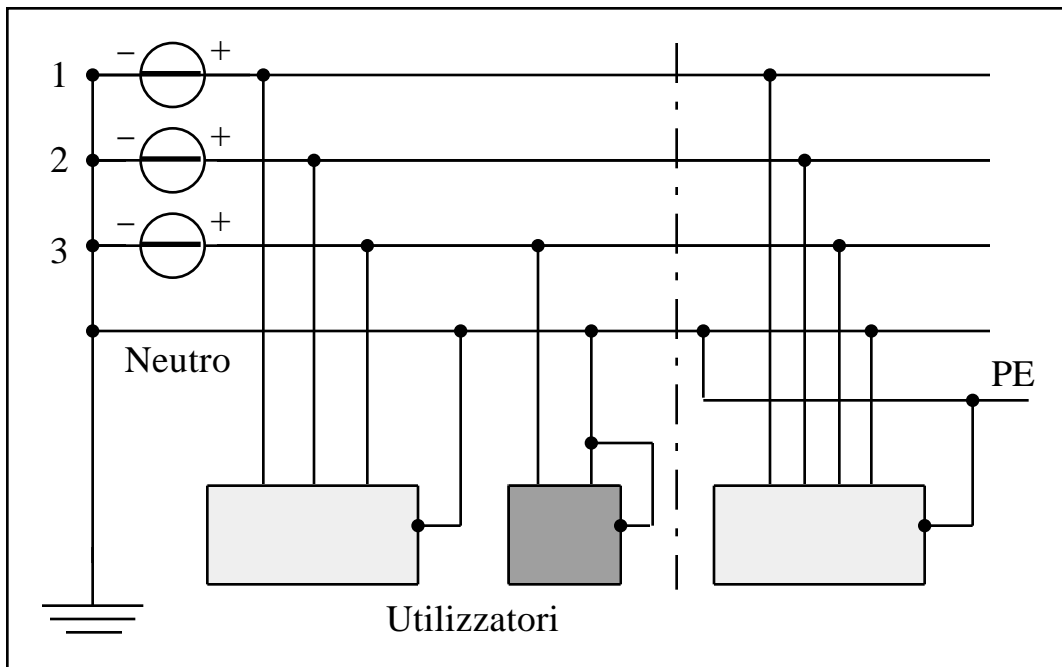 1 − +
2 − +
3 − +
Neutro
PE
Utilizzatori